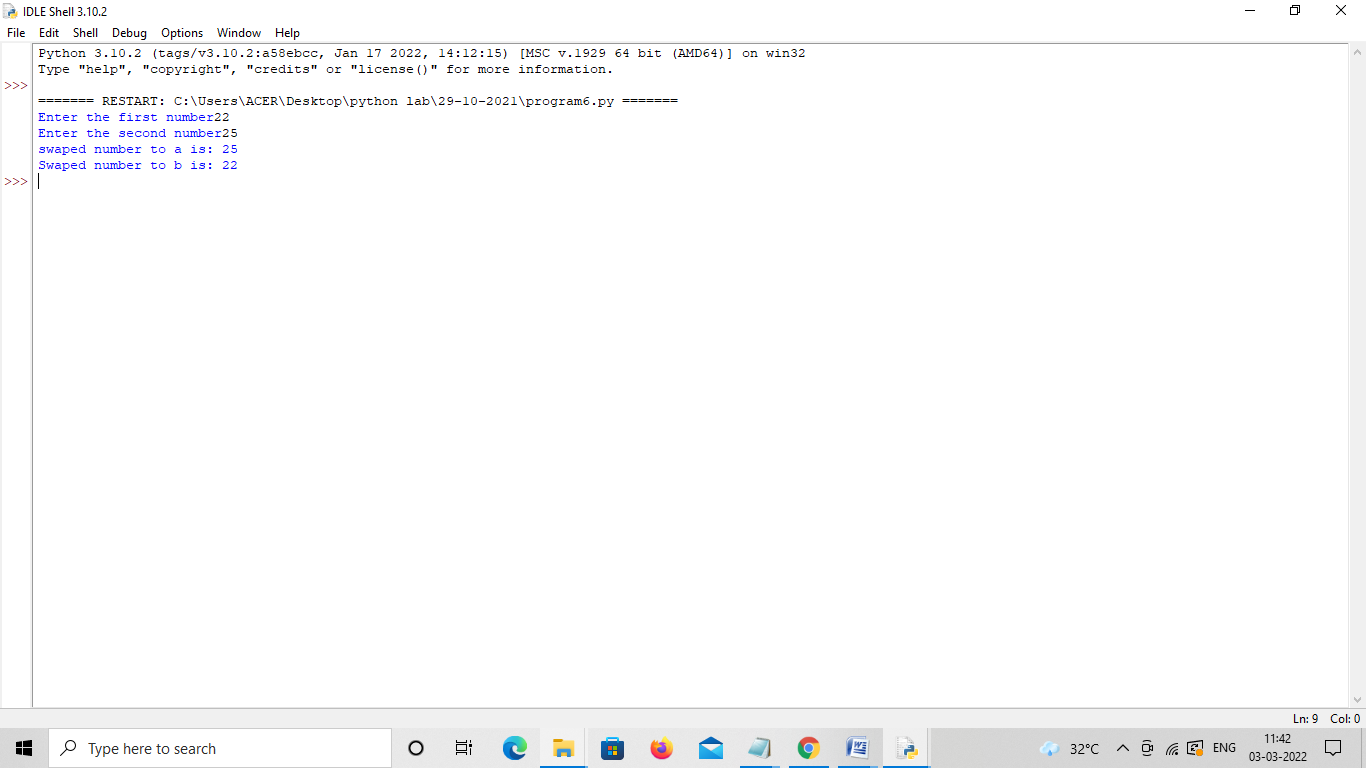 IDLE Shell 3.10.2
File Edit Shell Debug Options Window Help
Python 3.10.2 (tags/v3.10.2:a58ebcc, Jan 17 2022, 14:12:15) [MSC v.1929 64 bit (AMD64)] on win32
Type "help", "copyright", "credits" or "license()" for more information.
>>>
======= RESTART: C:\Users\ACER\Desktop\python lab\29-10-2021\program6.py =======
Enter the first number22
Enter the second number25
swaped number to a is: 25
Swaped number to b is: 22
>>>
Ln: 9 Col: 0
Type here to search
32°C ENG 11:42
03-03-2022